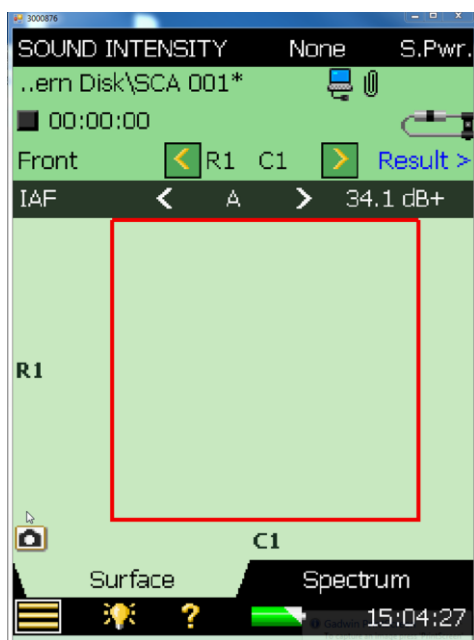 3000876
SOUND INTENSITY None S.Pwr.
..ern Disk\SCA 001*
00:00:00
Front < R1 C1 > Result >
IAF < A > 34.1 dB+
R1
C1
Surface Spectrum
? 15:04:27